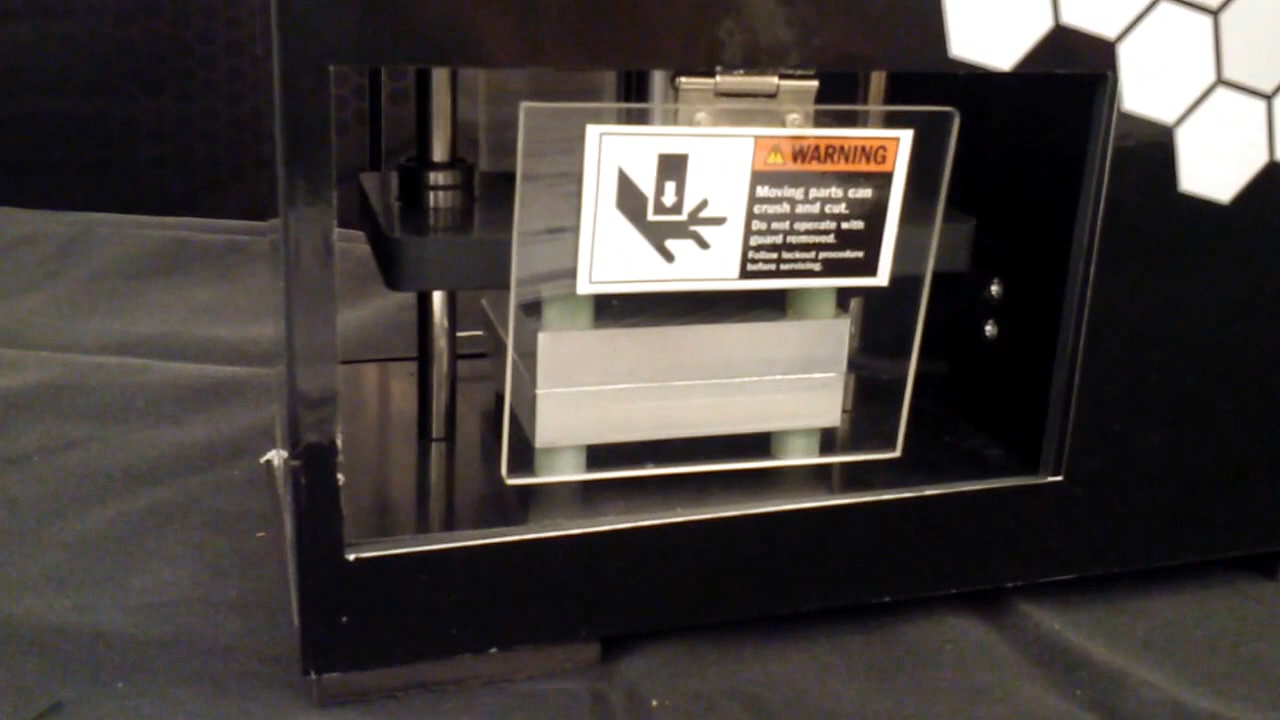 WARNING
Moving parts can
crush and cut.
Do not operate with
guard removed.
Follow lockout procedure
before servicing.